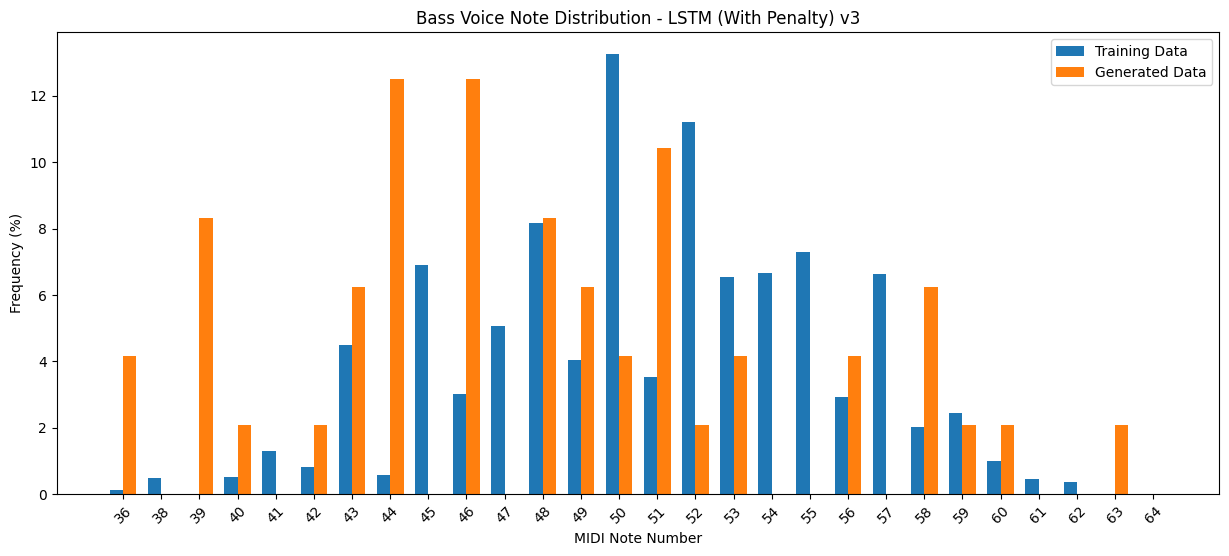 Bass Voice Note Distribution - LSTM (With Penalty) v3
Training Data
Generated Data
Frequency (%)
12
10
8
6
4
2
0
36 38 39 40 41 42 43 44 45 46 47 48 49 50 51 52 53 54 55 56 57 58 59 60 61 62 63 64
MIDI Note Number